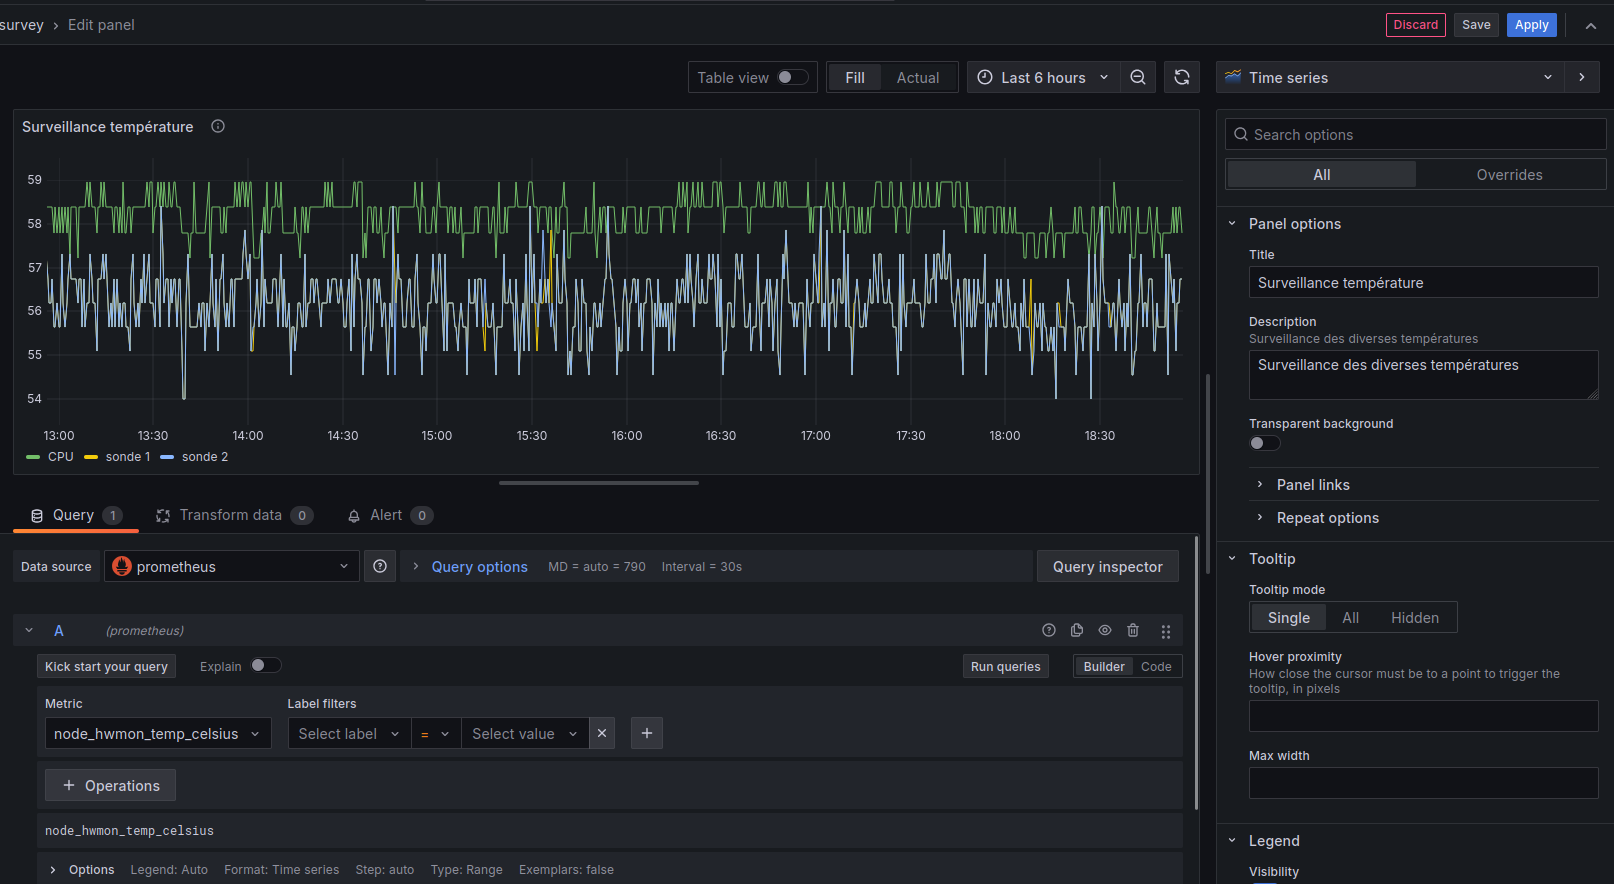 survey › Edit panel
Discard Save Apply
Table view Fill Actual Last 6 hours Time series
Surveillance température
59
58
57
56
55
54
13:00 13:30 14:00 14:30 15:00 15:30 16:00 16:30 17:00 17:30 18:00 18:30
CPU sonde 1 sonde 2
Query 1 Transform data 0 Alert 0
Data source prometheus Query options MD = auto = 790 Interval = 30s Query inspector
A (prometheus)
Kick start your query Explain Run queries Builder Code
Metric Label filters
node_hwmon_temp_celsius Select label = Select value
+ Operations
node_hwmon_temp_celsius
Options Legend: Auto Format: Time series Step: auto Type: Range Exemplars: false
Search options
All Overrides
Panel options
Title
Surveillance température
Description
Surveillance des diverses températures
Surveillance des diverses températures
Transparent background
Panel links
Repeat options
Tooltip
Tooltip mode
Single All Hidden
Hover proximity
How close the cursor must be to a point to trigger the
tooltip, in pixels
Max width
Legend
Visibility